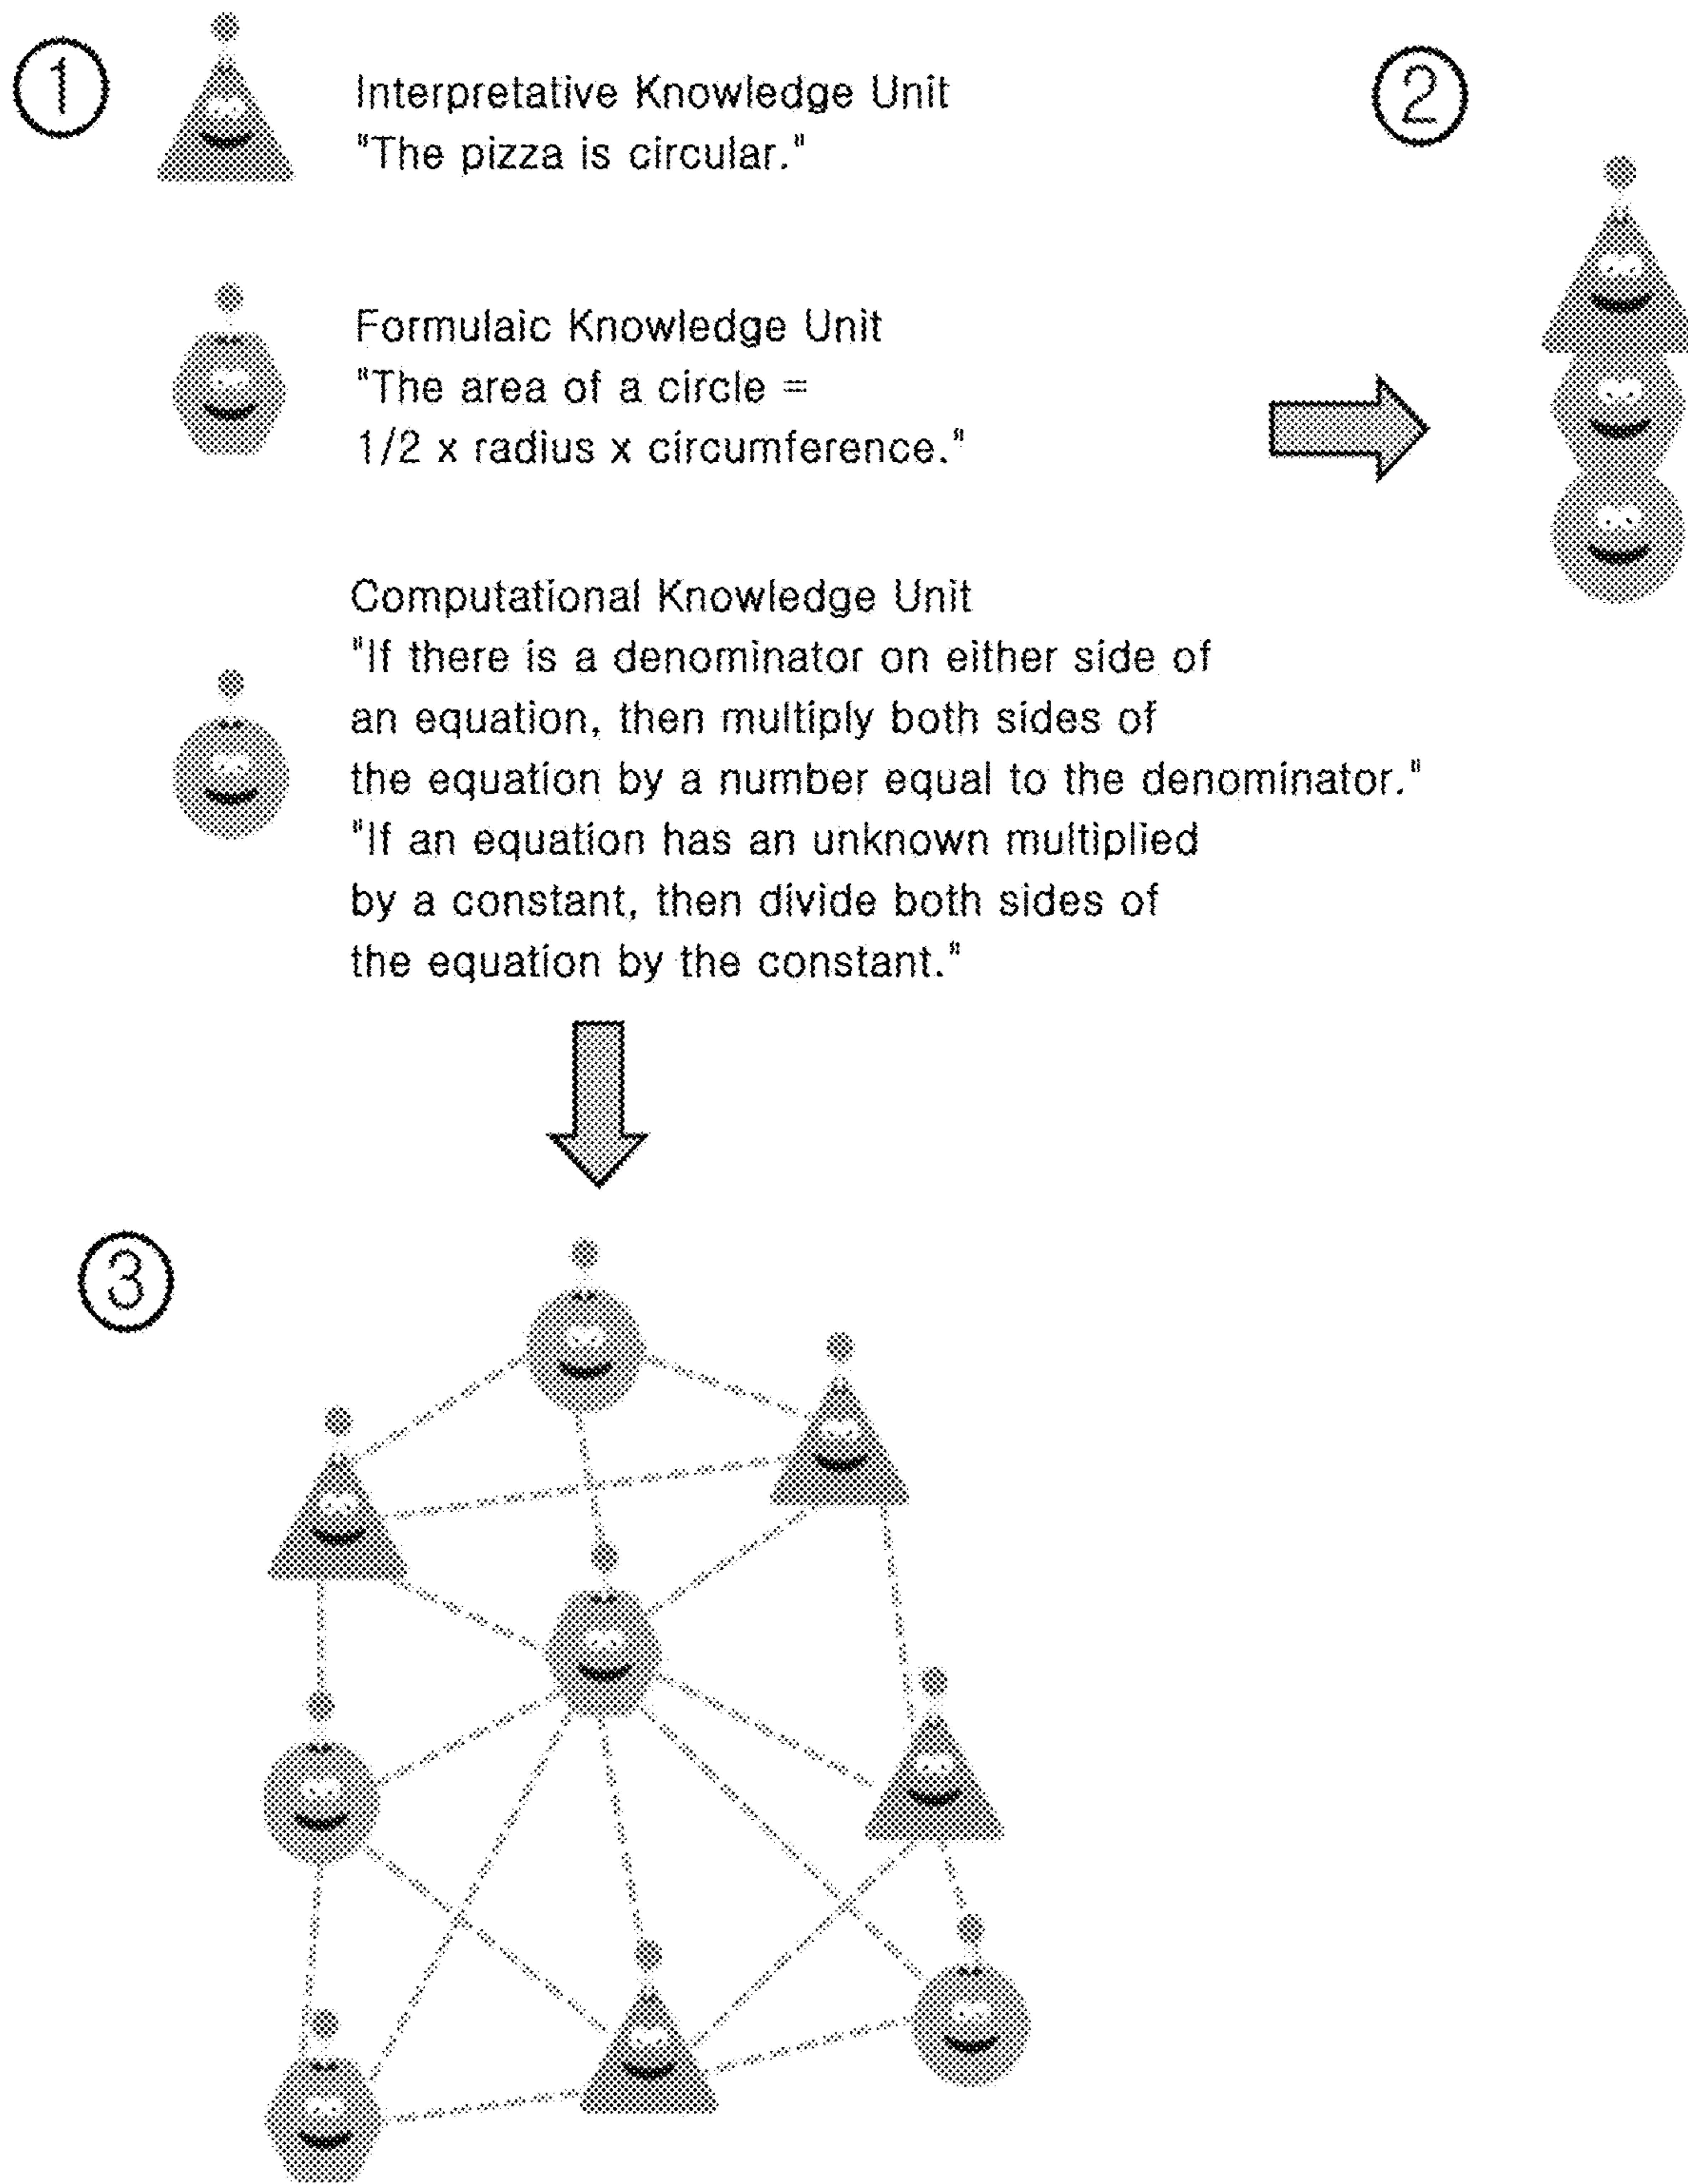 ①
Interpretative Knowledge Unit
"The pizza is circular."
②
Formulaic Knowledge Unit
"The area of a circle =
1/2 x radius x circumference."
Computational Knowledge Unit
"If there is a denominator on either side of
an equation, then multiply both sides of
the equation by a number equal to the denominator."
"If an equation has an unknown multiplied
by a constant, then divide both sides of
the equation by the constant."
③